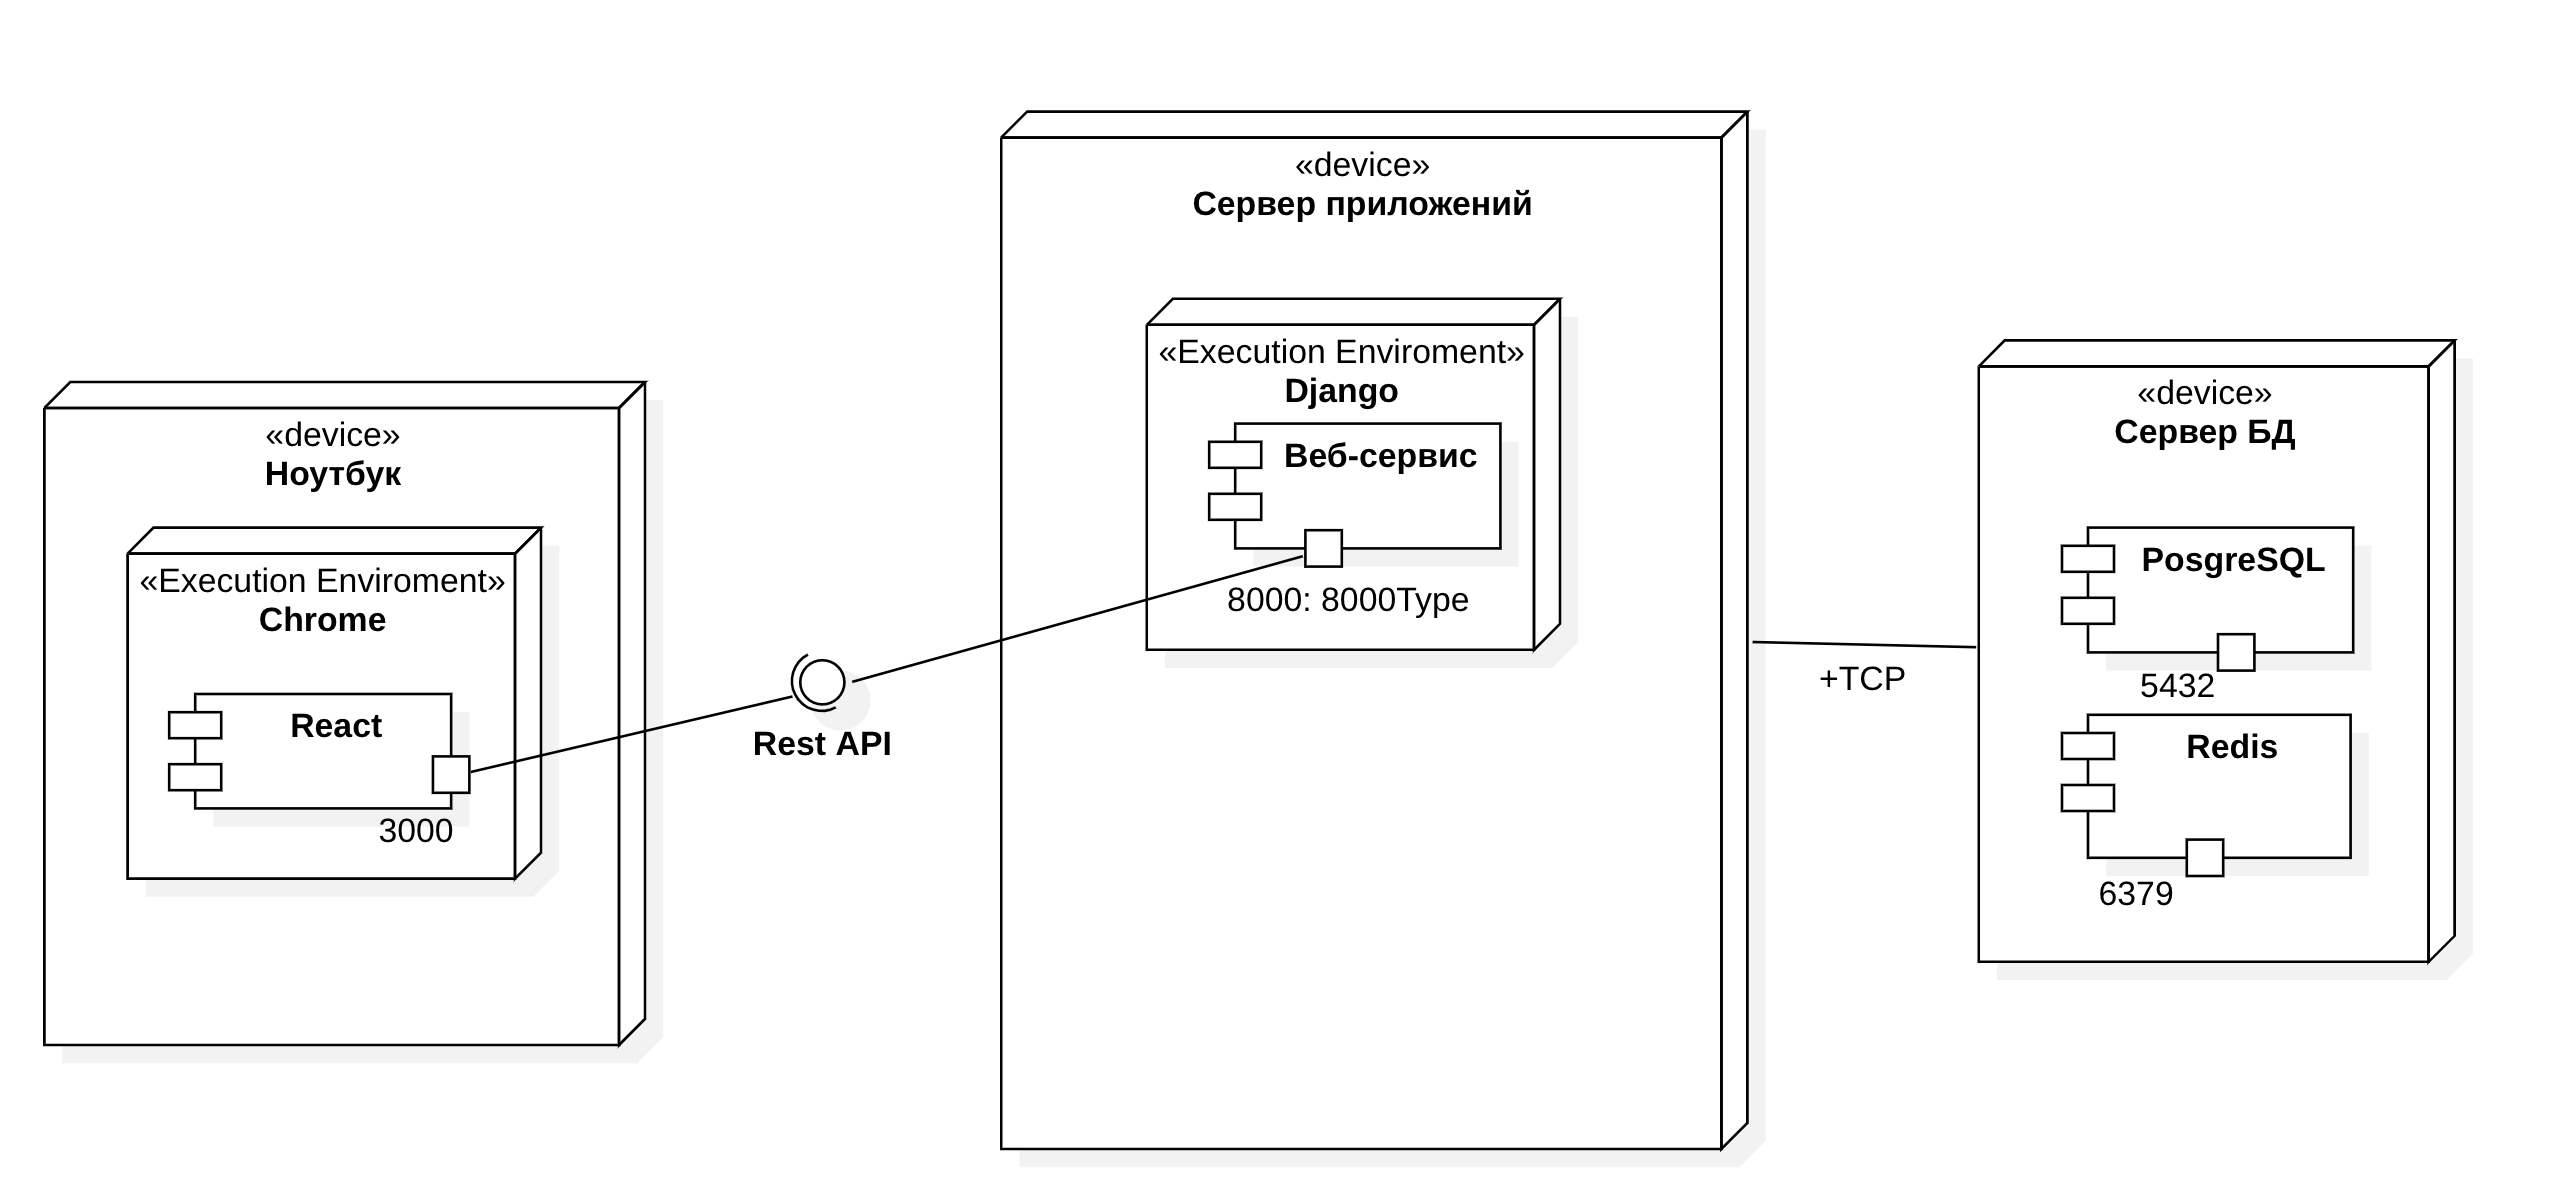 «device»
Ноутбук
«Execution Enviroment»
Chrome
React
3000
Rest API
«device»
Сервер приложений
«Execution Enviroment»
Django
Веб-сервис
8000: 8000Type
+TCP
«device»
Сервер БД
PosgreSQL
5432
Redis
6379